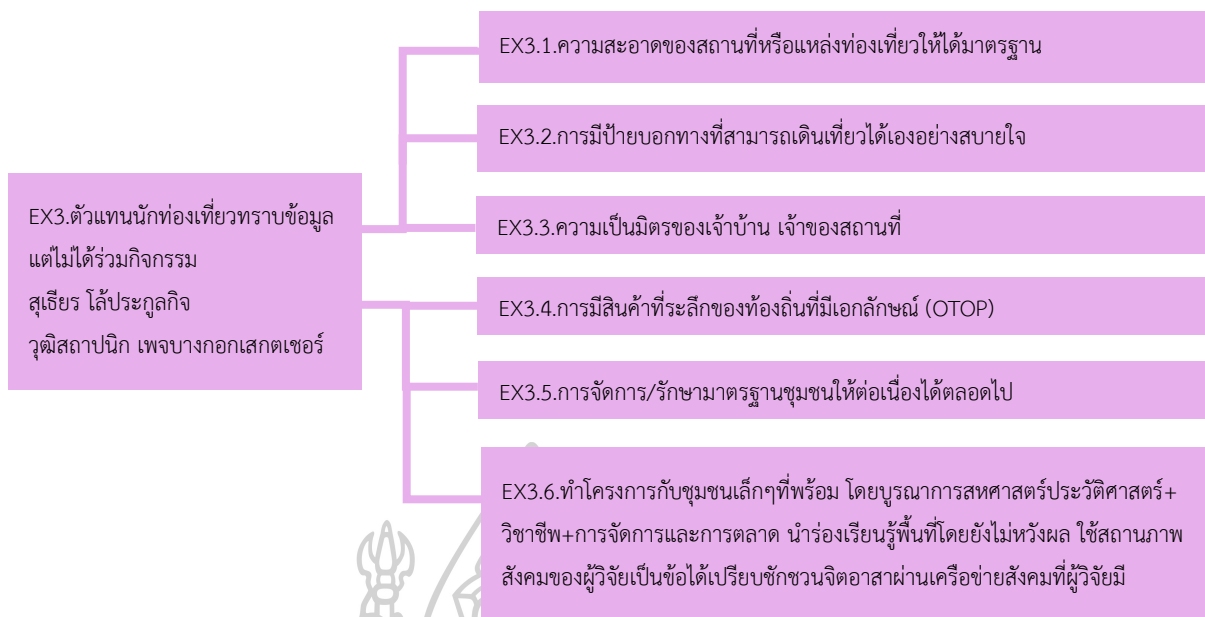 EX3.ตัวแทนนักท่องเที่ยวทราบข้อมูล
แต่ไม่ได้ร่วมกิจกรรม
สุเธียร โล้ประกูลกิจ
วุฒิสถาปนิก เพจบางกอกเสกตเชอร์
EX3.1.ความสะอาดของสถานที่หรือแหล่งท่องเที่ยวให้ได้มาตรฐาน
EX3.2.การมีป้ายบอกทางที่สามารถเดินเที่ยวได้เองอย่างสบายใจ
EX3.3.ความเป็นมิตรของเจ้าบ้าน เจ้าของสถานที่
EX3.4.การมีสินค้าที่ระลึกของท้องถิ่นที่มีเอกลักษณ์ (OTOP)
EX3.5.การจัดการ/รักษามาตรฐานชุมชนให้ต่อเนื่องได้ตลอดไป
EX3.6.ทำโครงการกับชุมชนเล็กๆที่พร้อม โดยบูรณาการสหศาสตร์ประวัติศาสตร์+
วิชาชีพ+การจัดการและการตลาด นำร่องเรียนรู้พื้นที่โดยยังไม่หวังผล ใช้สถานภาพ
สังคมของผู้วิจัยเป็นข้อได้เปรียบชักชวนจิตอาสาผ่านเครือข่ายสังคมที่ผู้วิจัยมี